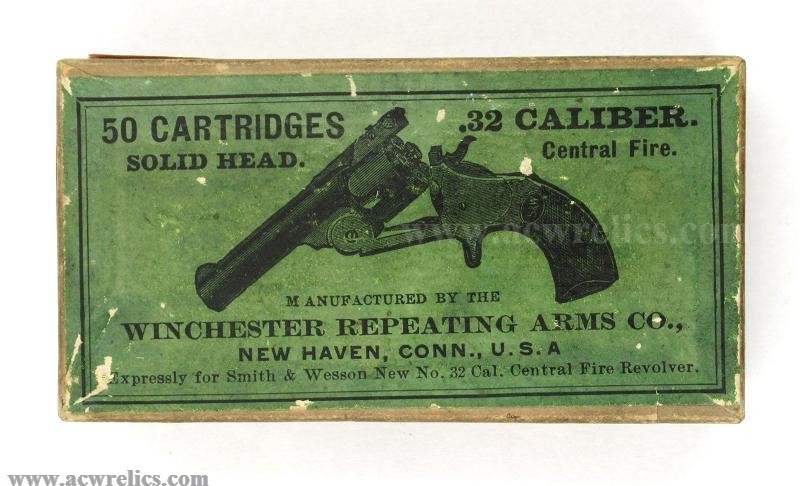 50 CARTRIDGES
SOLID HEAD.
.32 CALIBER.
Central Fire.
www.acwrelics.com
MANUFACTURED BY THE
WINCHESTER REPEATING ARMS CO.,
NEW HAVEN, CONN., U.S.A
Expressly for Smith & Wesson New No. 32 Cal. Central Fire Revolver.
www.acwrelics.com